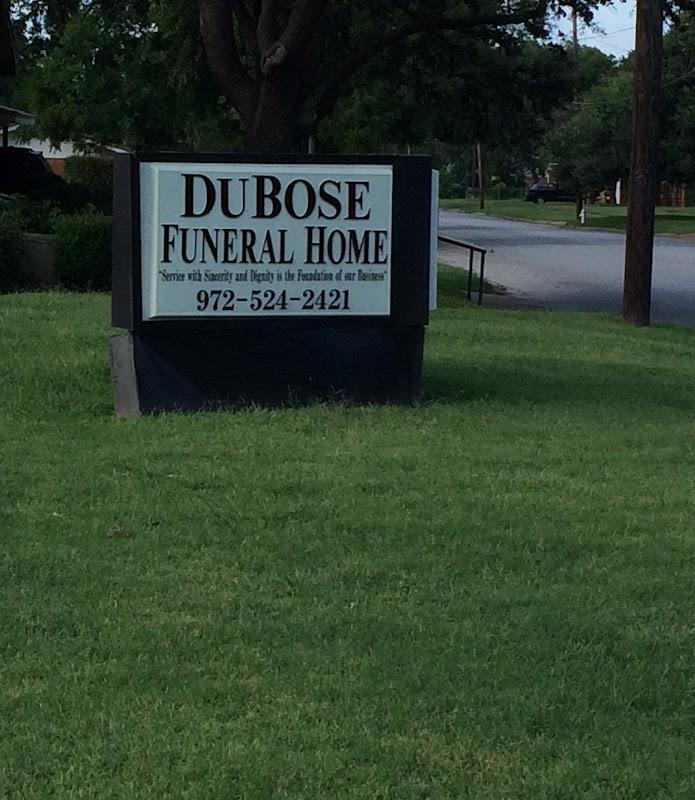 DUBOSE
FUNERAL HOME
"Service with Sincerity and Dignity is the Foundation of our Business"
972-524-2421